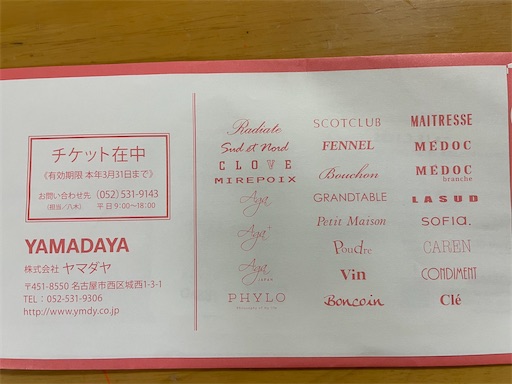 チケット在中
《有効期限 本年3月31日まで》
お問い合わせ先 (052)531-9143
(担当/八木) 平日 9:00〜18:00
YAMADAYA
株式会社 ヤマダヤ
〒451-8550 名古屋市西区城西1-3-1
TEL:052-531-9306
http://www.ymdy.co.jp
Radiate
Sud et Nord
CLOVE
MIREPOIX
Aga
Aga+
Aga
JAPAN
PHYLO
SCOTCLUB
FENNEL
Bouchon
GRANDTABLE
Petit Maison
Poudre
Vin
Boncoin
MAITRESSE
MÉDOC
MÉDOC
branche
LASUD
SOFIA.
CAREN
CONDIMENT
Clé